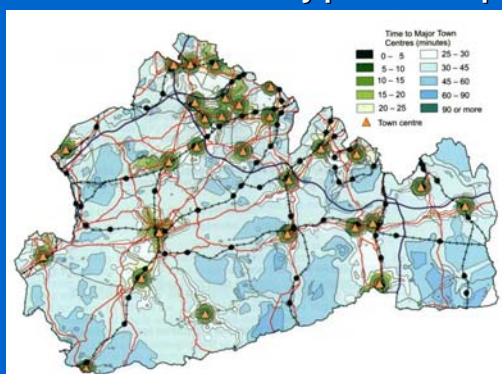 Time to Major Town
Centres (minutes)
0 – 5
5 – 10
10 – 15
15 – 20
20 – 25
25 – 30
30 – 45
45 – 60
60 – 90
90 or more
Town centre